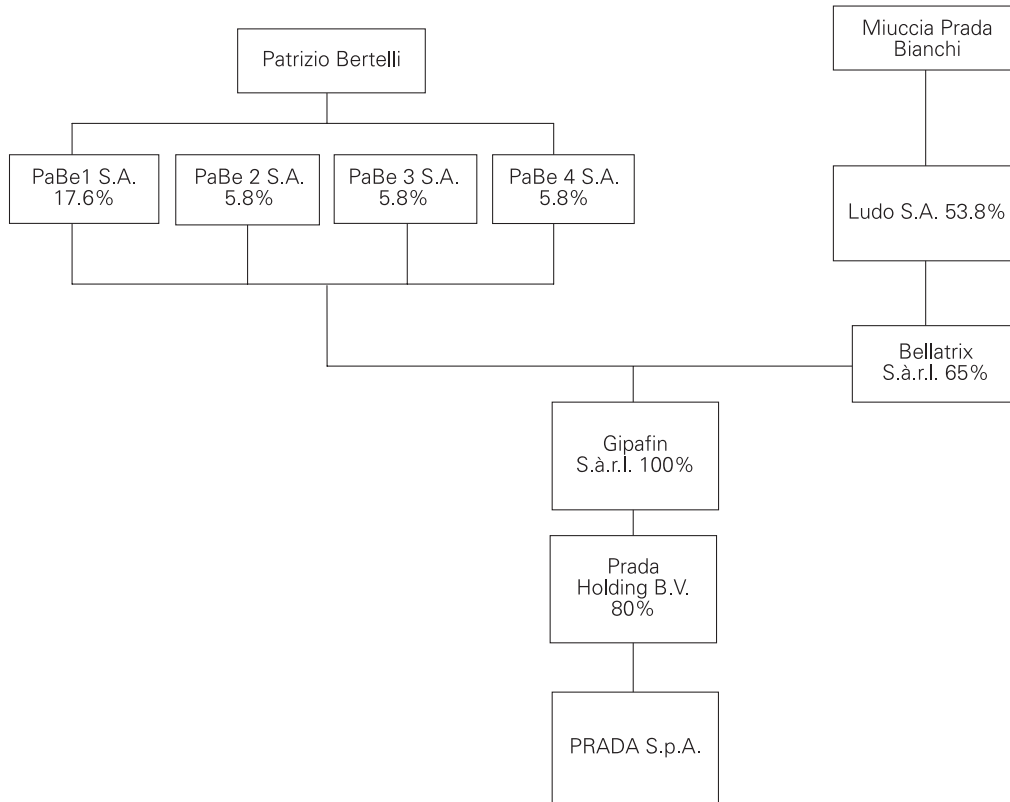 Miuccia Prada
Bianchi
Patrizio Bertelli
PaBe1 S.A.
17.6%
PaBe 2 S.A.
5.8%
PaBe 3 S.A.
5.8%
PaBe 4 S.A.
5.8%
Ludo S.A. 53.8%
Bellatrix
S.à.r.l. 65%
Gipafin
S.à.r.l. 100%
Prada
Holding B.V.
80%
PRADA S.p.A.